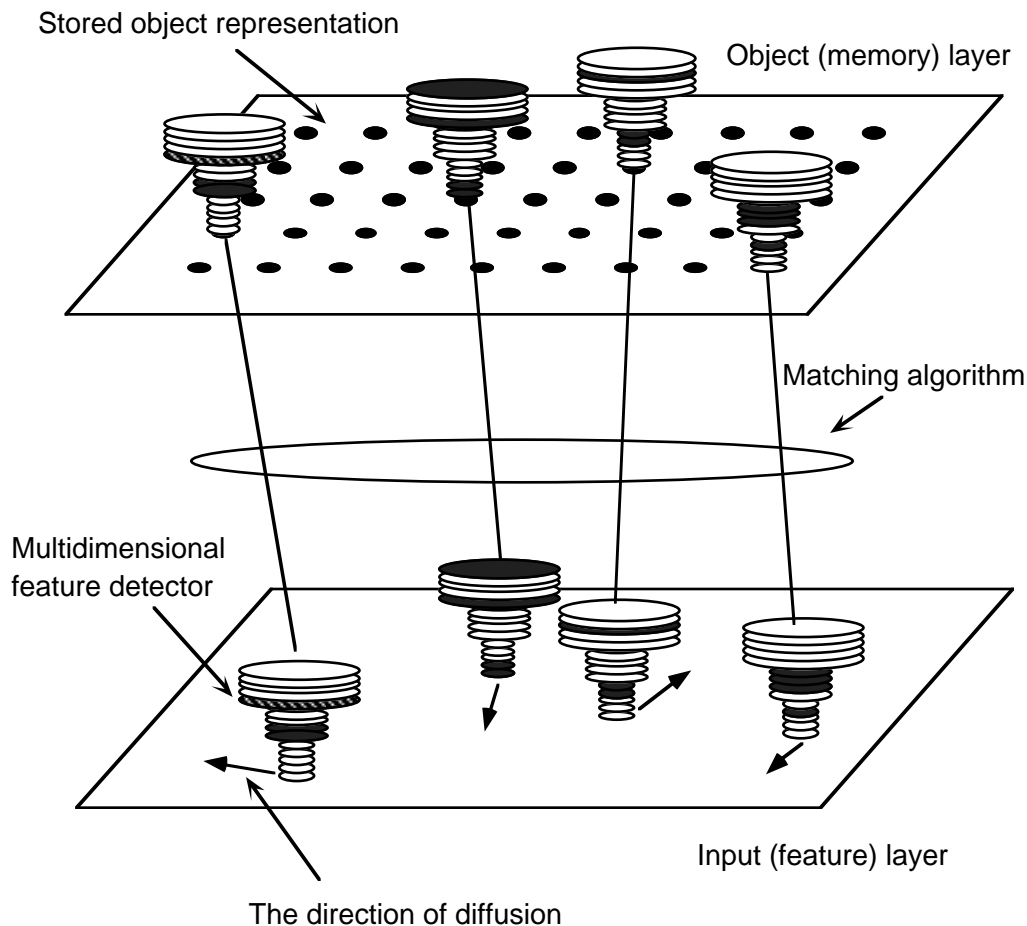 Stored object representation
Object (memory) layer
Matching algorithm
Multidimensional
feature detector
Input (feature) layer
The direction of diffusion